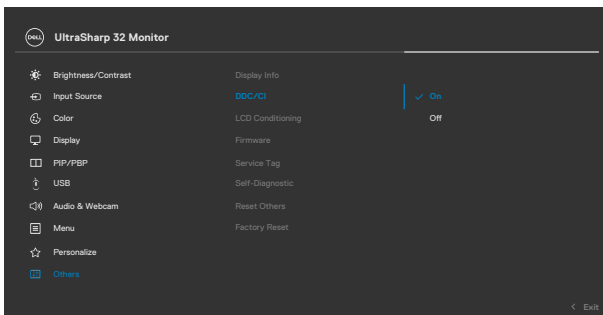 DELL UltraSharp 32 Monitor
Brightness/Contrast
Input Source
Color
Display
PIP/PBP
USB
Audio & Webcam
Menu
Personalize
Others
Display Info
DDC/CI
LCD Conditioning
Firmware
Service Tag
Self-Diagnostic
Reset Others
Factory Reset
On
Off
Exit